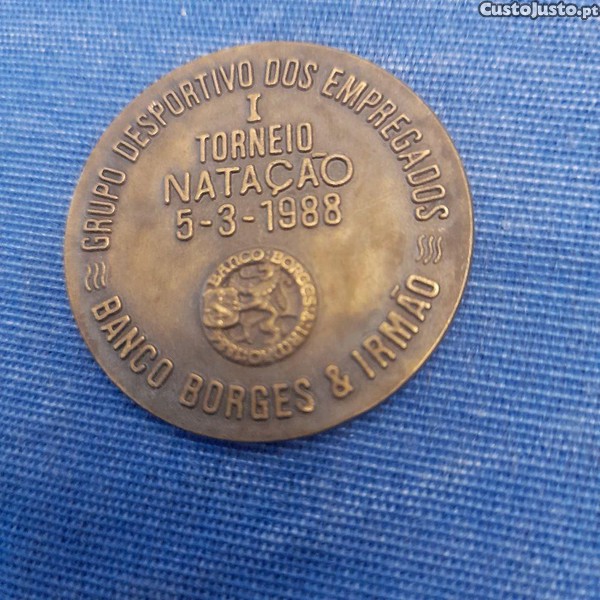 CustoJusto.pt
GRUPO DESPORTIVO DOS EMPREGADOS
I
TORNEIO
NATAÇÃO
5-3-1988
BANCO BORGES
BANCO BORGES & IRMÃO